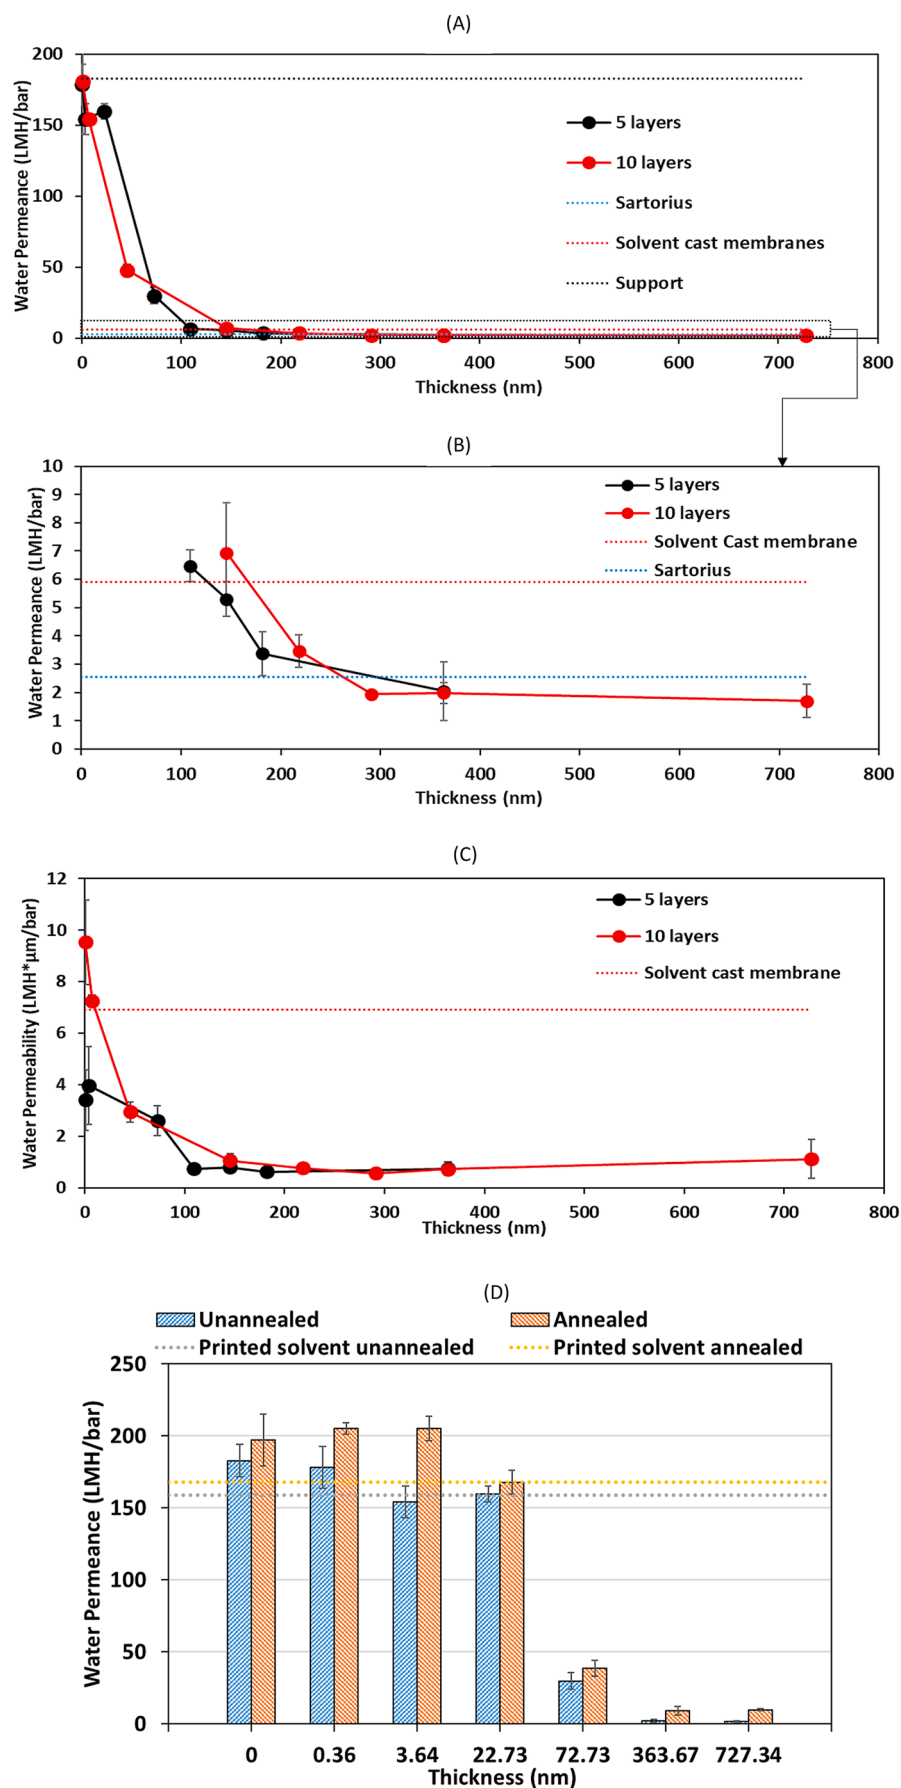 (A)
200
150
100
50
0
Water Permeance (LMH/bar)
5 layers
10 layers
Sartorius
Solvent cast membranes
Support
0 100 200 300 400 500 600 700 800
Thickness (nm)
(B)
10
9
8
7
6
5
4
3
2
1
0
Water Permeance (LMH/bar)
5 layers
10 layers
Solvent Cast membrane
Sartorius
0 100 200 300 400 500 600 700 800
Thickness (nm)
(C)
12
10
8
6
4
2
0
Water Permeability (LMH*µm/bar)
5 layers
10 layers
Solvent cast membrane
0 100 200 300 400 500 600 700 800
Thickness (nm)
(D)
Unannealed Annealed
Printed solvent unannealed Printed solvent annealed
250
200
150
100
50
0
Water Permeance (LMH/bar)
0 0.36 3.64 22.73 72.73 363.67 727.34
Thickness (nm)